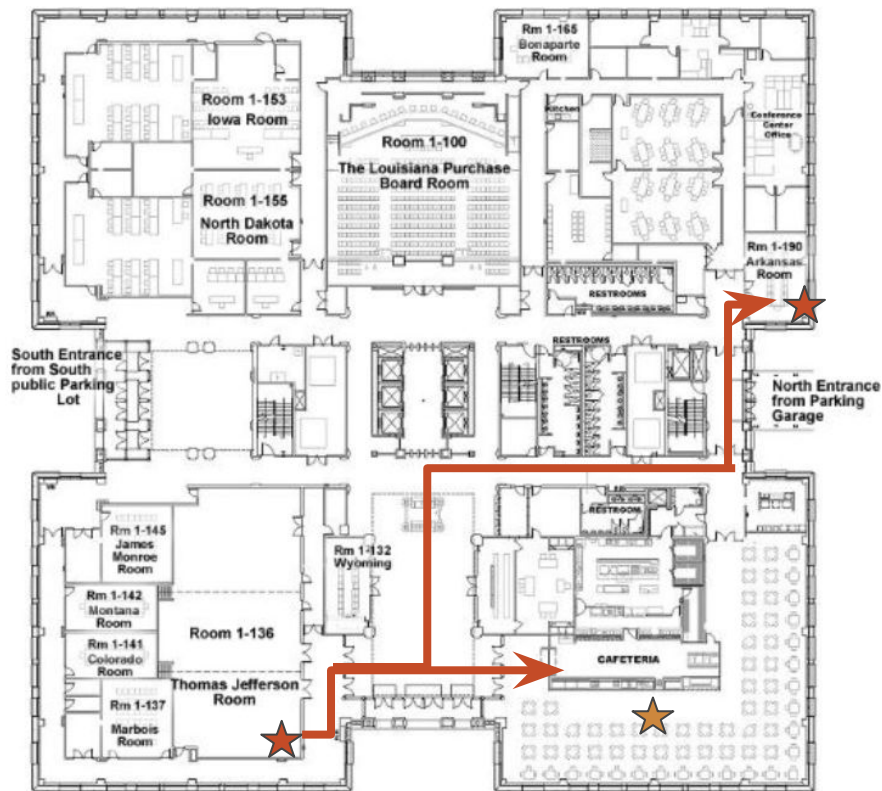 Rm 1-165
Bonaparte
Room
Room 1-153
Iowa Room
Kitchen
Room 1-100
The Louisiana Purchase
Board Room
Conference
Center
Office
Room 1-155
North Dakota
Room
Rm 1-190
Arkansas
Room
RESTROOMS
RESTROOMS
South Entrance
from South
public Parking
Lot
North Entrance
from Parking
Garage
RESTROOM
Rm 1-145
James
Monroe
Room
Rm 1-132
Wyoming
Rm 1-142
Montana
Room
Room 1-136
Rm 1-141
Colorado
Room
CAFETERIA
Thomas Jefferson
Room
Rm 1-137
Marbois
Room